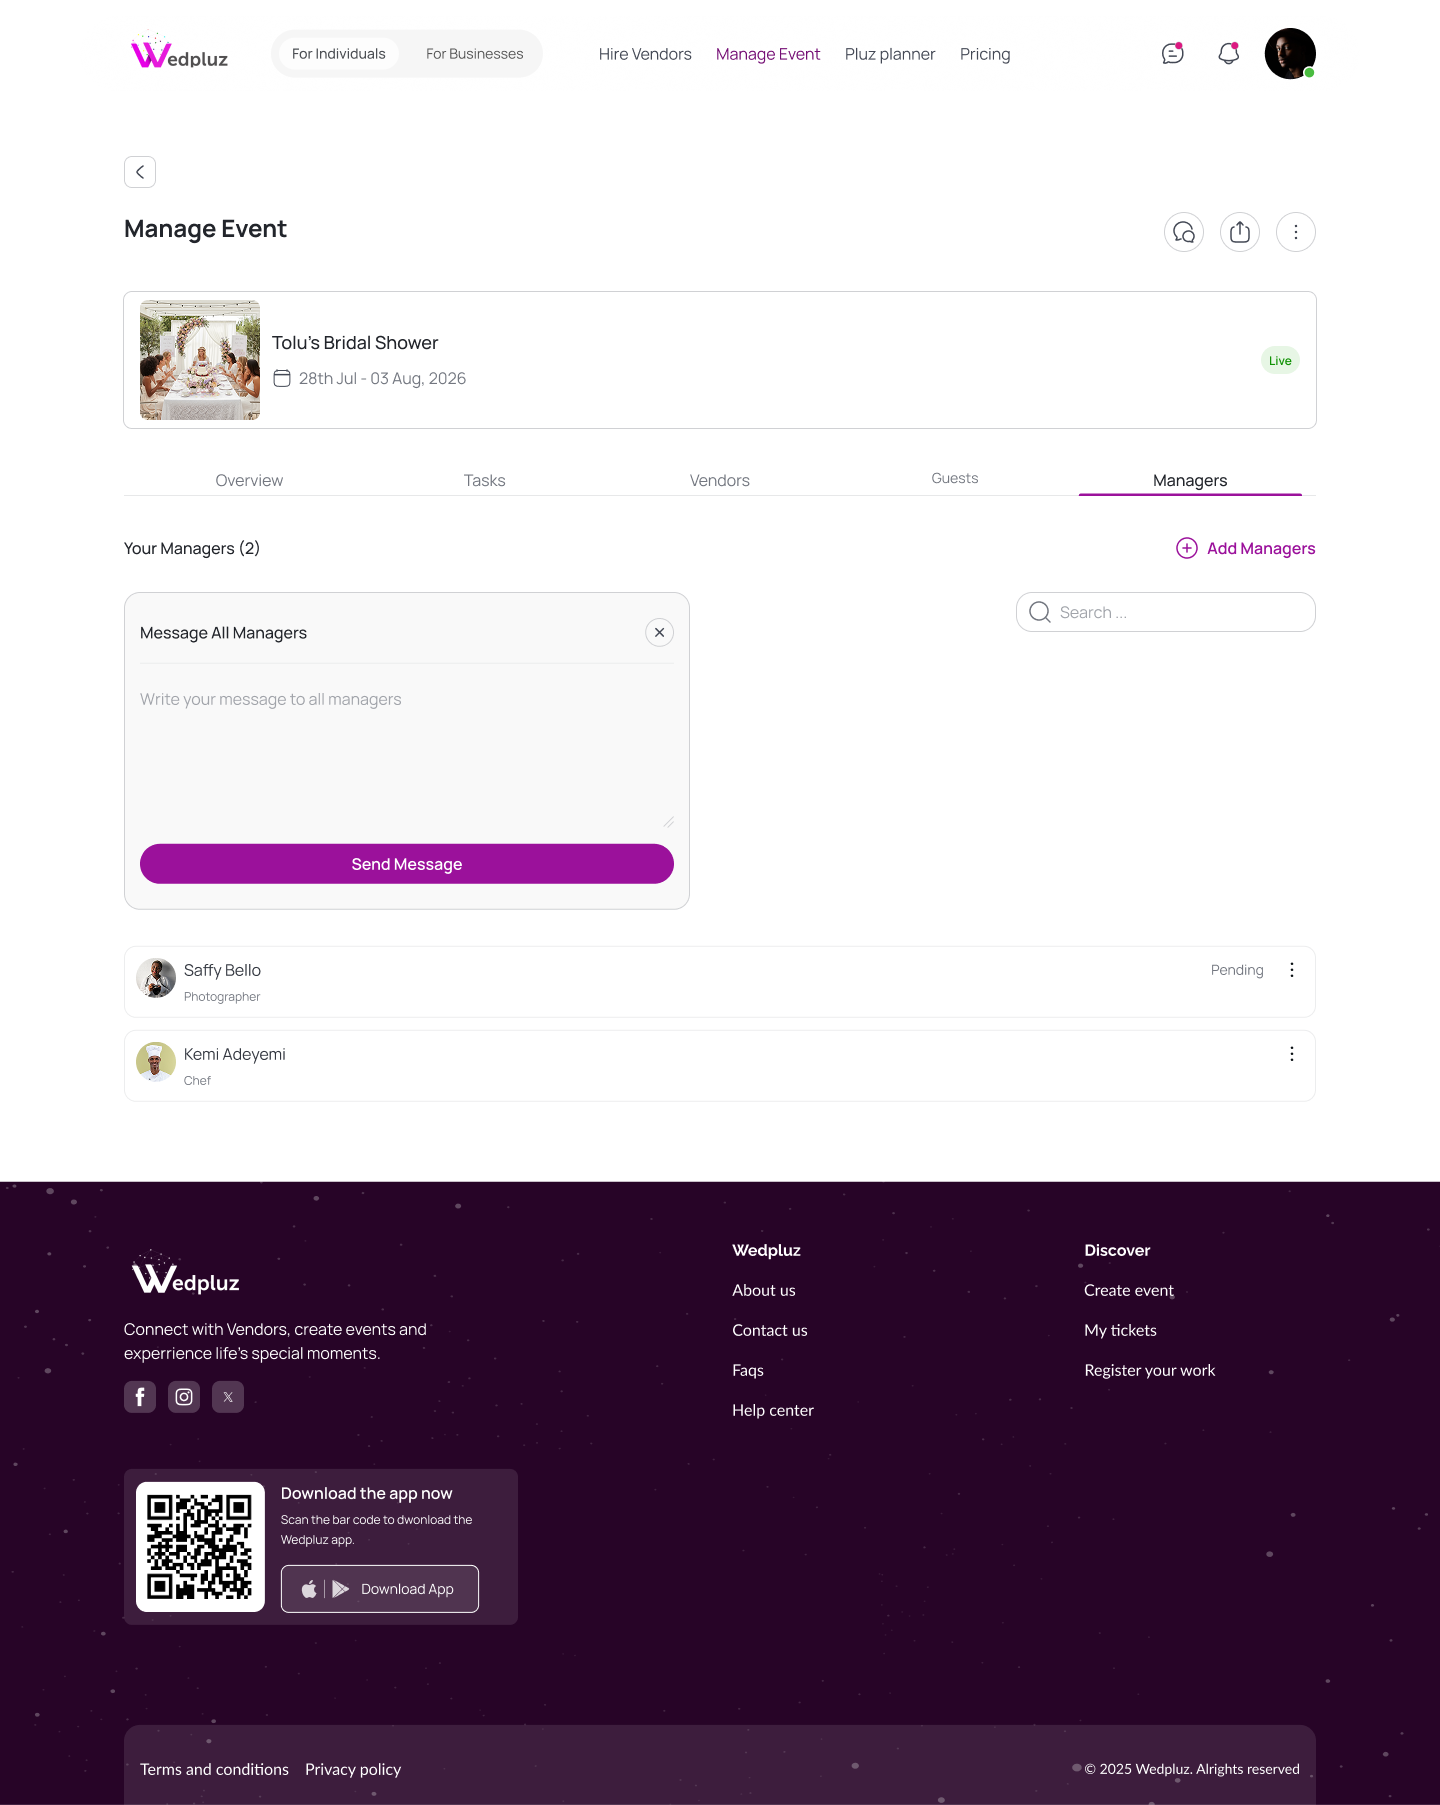 Wedpluz
For Individuals
For Businesses
Hire Vendors
Manage Event
Pluz planner
Pricing
Manage Event
Tolu's Bridal Shower
28th Jul - 03 Aug, 2026
Live
Overview
Tasks
Vendors
Guests
Managers
Your Managers (2)
Add Managers
Message All Managers
Search ...
Write your message to all managers
Send Message
Saffy Bello
Photographer
Pending
Kemi Adeyemi
Chef
Wedpluz
Connect with Vendors, create events and
experrience life's special moments.
Download the app now
Scan the bar code to dwonload the
Wedpluz app.
Download App
Wedpluz
About us
Contact us
Faqs
Help center
Discover
Create event
My tickets
Register your work
Terms and conditions
Privacy policy
© 2025 Wedpluz. Alrights reserved